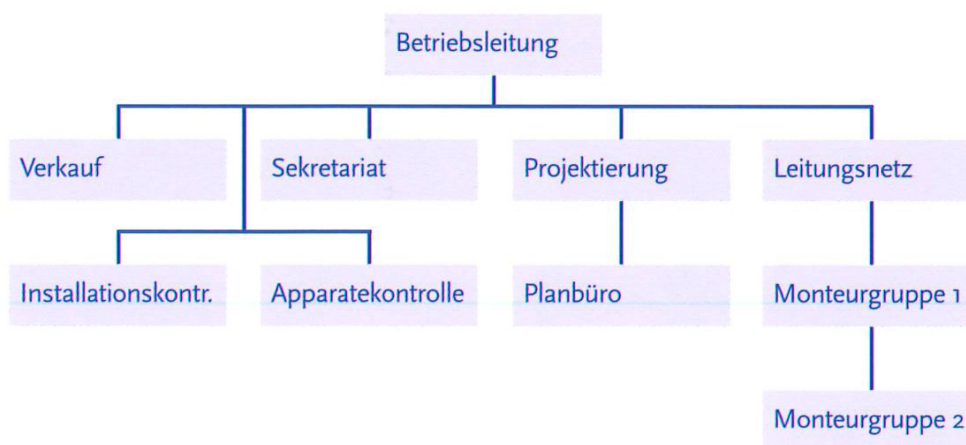 Betriebsleitung
Verkauf
Sekretariat
Projektierung
Leitungsnetz
Installationskontr.
Apparatekontrolle
Planbüro
Monteurgruppe 1
Monteurgruppe 2